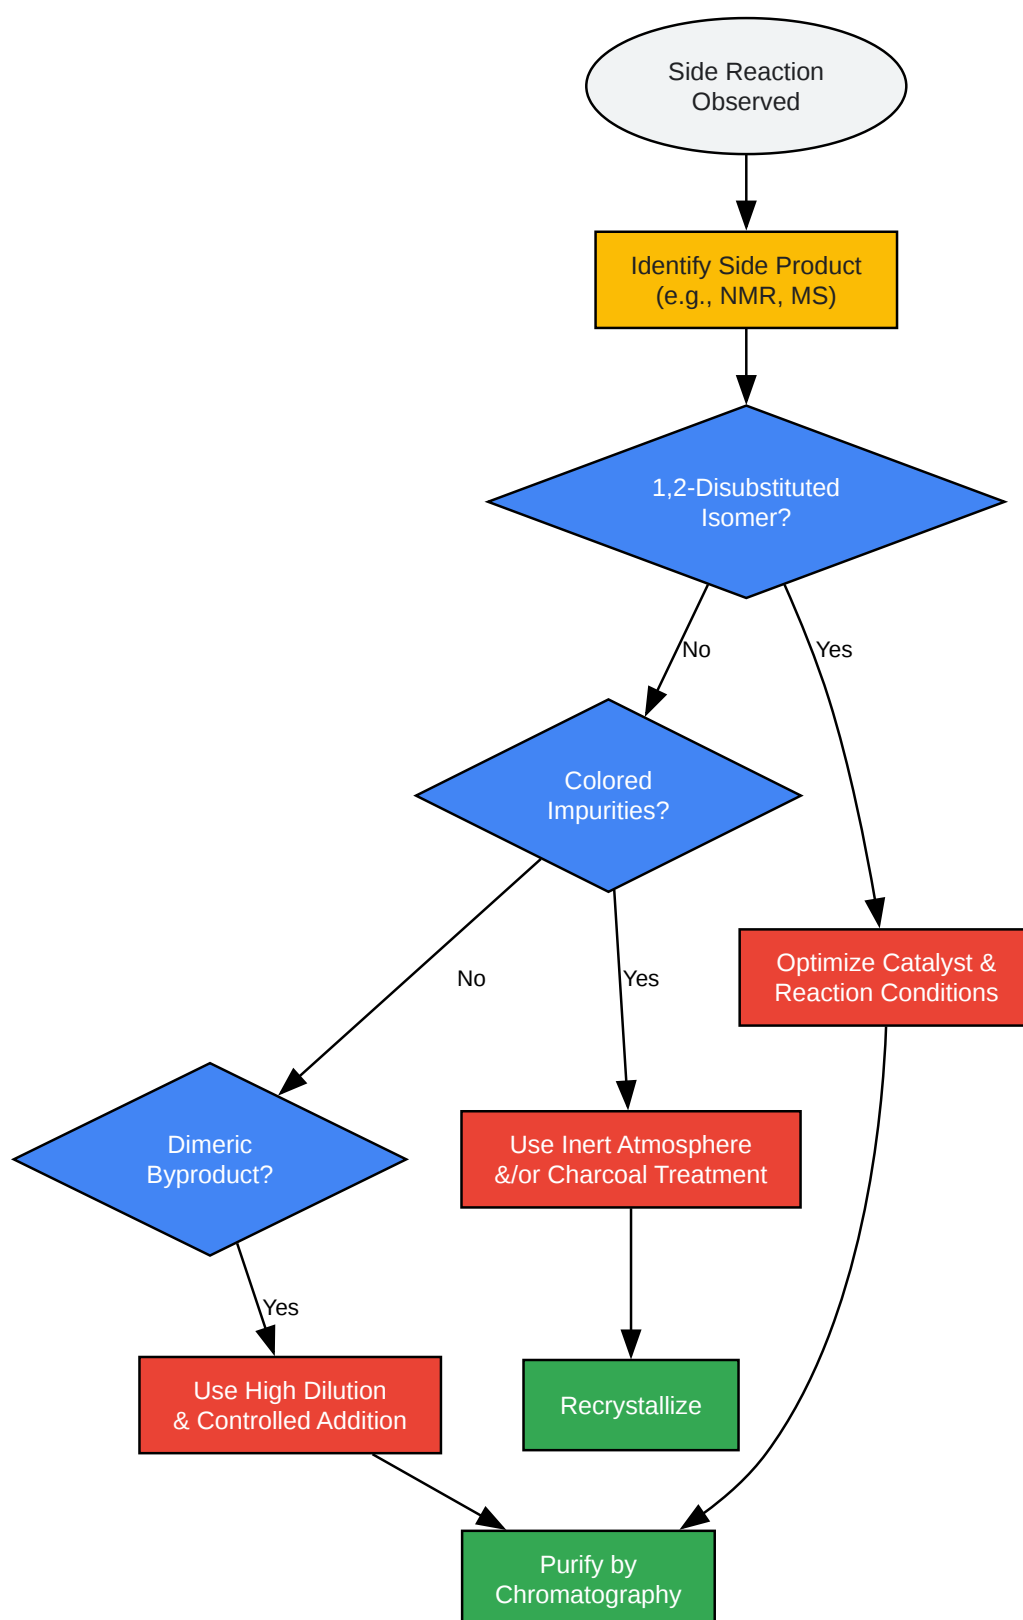 Side Reaction
Observed
Identify Side Product
(e.g., NMR, MS)
1,2-Disubstituted
Isomer?
No
Yes
Colored
Impurities?
Optimize Catalyst &
Reaction Conditions
No
Yes
Dimeric
Byproduct?
Use Inert Atmosphere
&/or Charcoal Treatment
Yes
Use High Dilution
& Controlled Addition
Recrystallize
Purify by
Chromatography